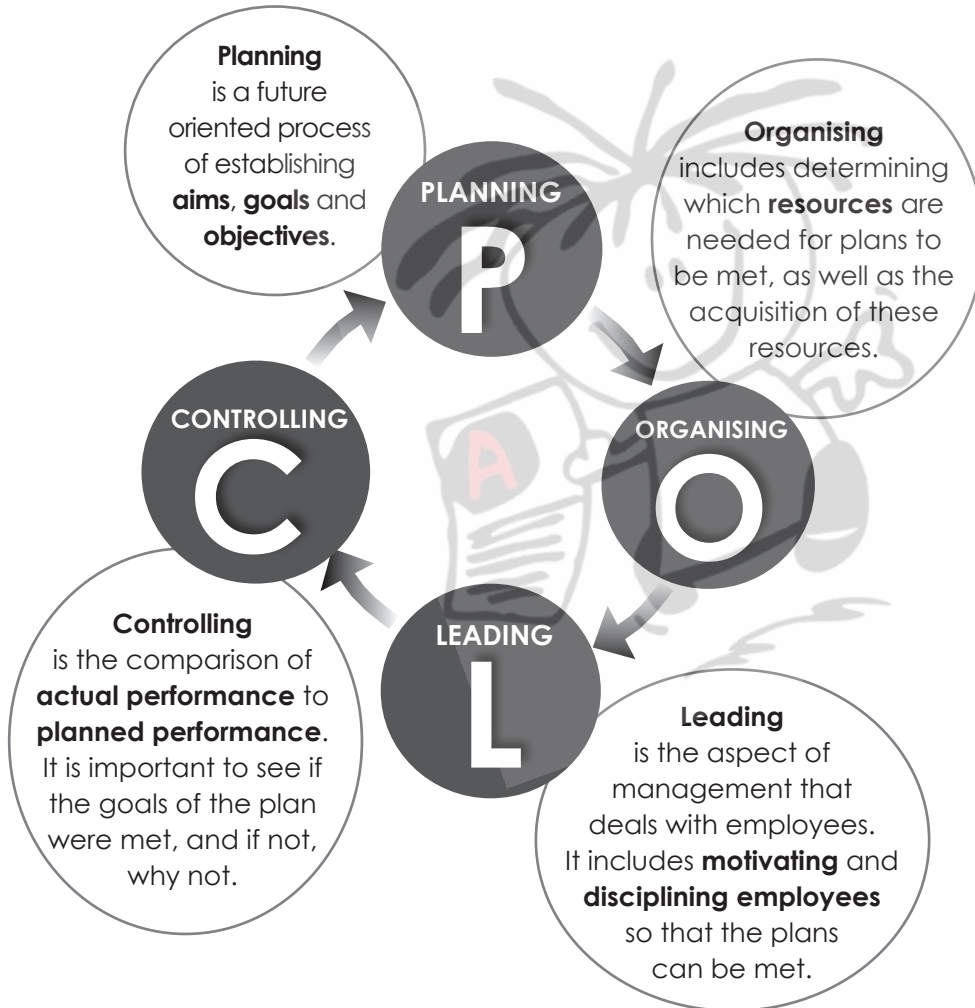 Planning
is a future
oriented process
of establishing
aims, goals and
objectives.
PLANNING
P
Organising
includes determining
which resources are
needed for plans to
be met, as well as the
acquisition of these
resources.
ORGANISING
O
CONTROLLING
C
A
LEADING
L
Controlling
is the comparison of
actual performance to
planned performance.
It is important to see if
the goals of the plan
were met, and if not,
why not.
Leading
is the aspect of
management that
deals with employees.
It includes motivating and
disciplining employees
so that the plans
can be met.